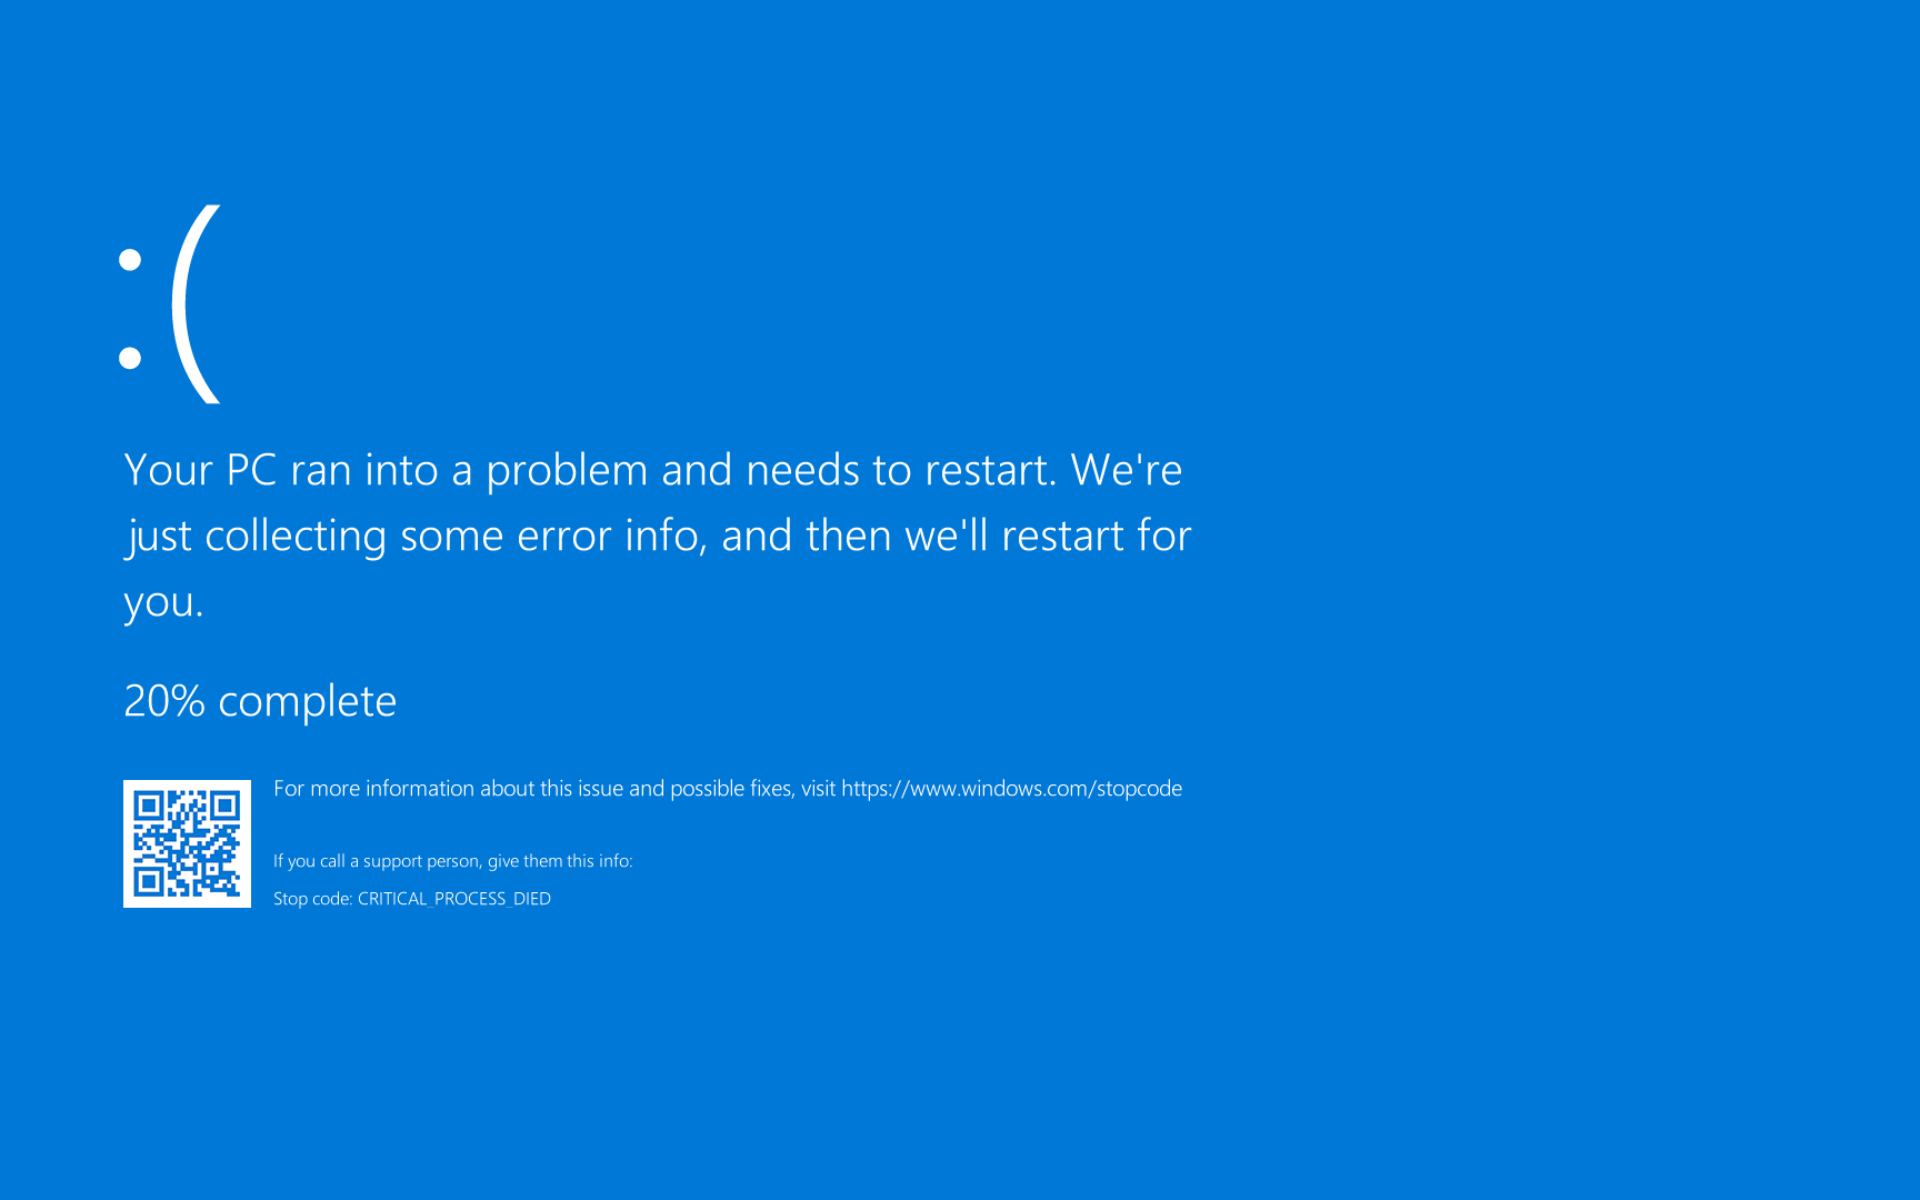 :(
Your PC ran into a problem and needs to restart. We're
just collecting some error info, and then we'll restart for
you.
20% complete
For more information about this issue and possible fixes, visit https://www.windows.com/stopcode
If you call a support person, give them this info:
Stop code: CRITICAL_PROCESS_DIED